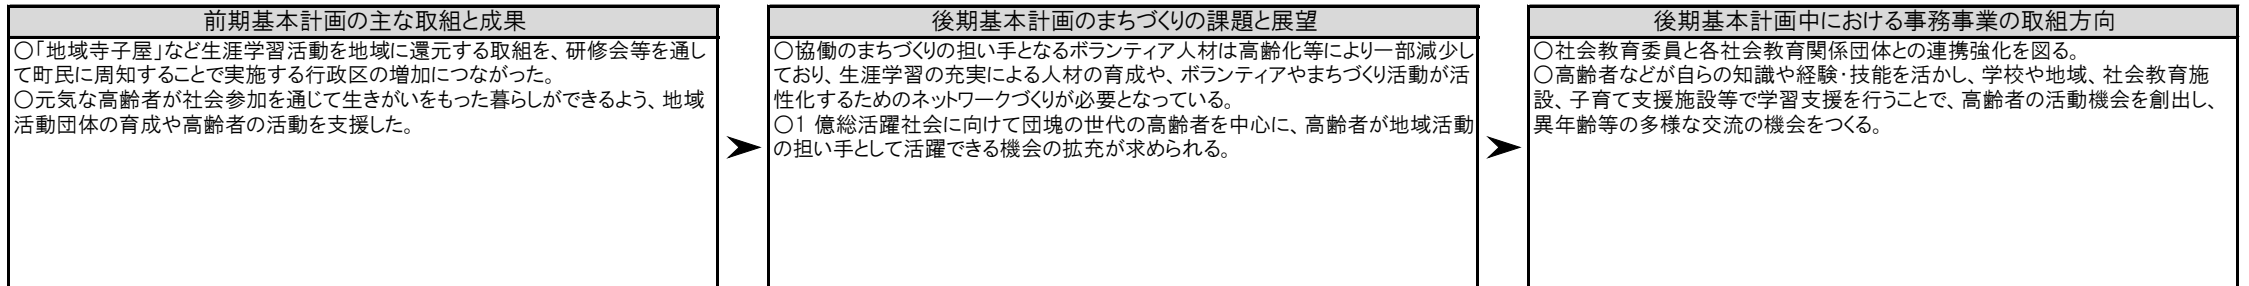 前期基本計画の主な取組と成果
〇「地域寺子屋」など生涯学習活動を地域に還元する取組を、研修会等を通し
て町民に周知することで実施する行政区の増加につながった。
〇元気な高齢者が社会参加を通じて生きがいをもった暮らしができるよう、地域
活動団体の育成や高齢者の活動を支援した。
後期基本計画のまちづくりの課題と展望
〇協働のまちづくりの担い手となるボランティア人材は高齢化等により一部減少し
ており、生涯学習の充実による人材の育成や、ボランティアやまちづくり活動が活
性化するためのネットワークづくりが必要となっている。
〇1 億総活躍社会に向けて団塊の世代の高齢者を中心に、高齢者が地域活動
の担い手として活躍できる機会の拡充が求められる。
後期基本計画中における事務事業の取組方向
〇社会教育委員と各社会教育関係団体との連携強化を図る。
〇高齢者などが自らの知識や経験・技能を活かし、学校や地域、社会教育施
設、子育て支援施設等で学習支援を行うことで、高齢者の活動機会を創出し、
異年齢等の多様な交流の機会をつくる。